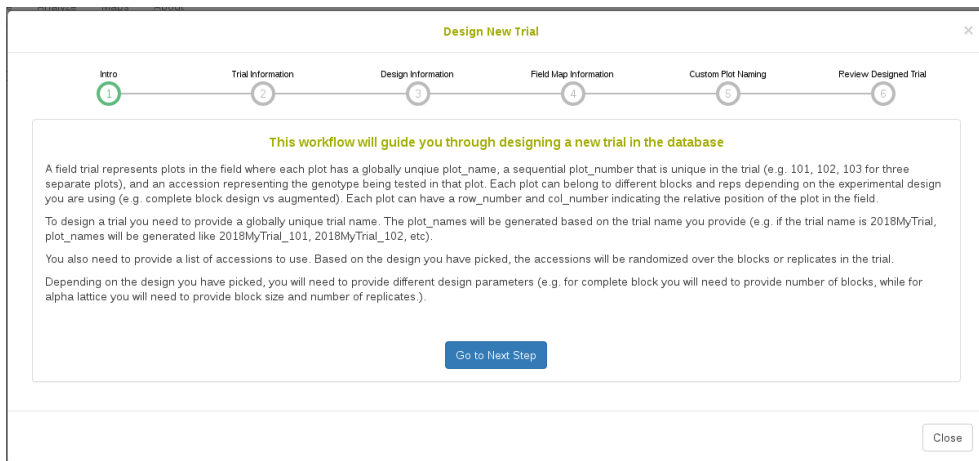 Design New Trial
×
Intro
Trial Information
Design Information
Field Map Information
Custom Plot Naming
Review Designed Trial
1
2
3
4
5
6
This workflow will guide you through designing a new trial in the database
A field trial represents plots in the field where each plot has a globally unqiue plot_name, a sequential plot_number that is unique in the trial (e.g. 101, 102, 103 for three
separate plots), and an accession representing the genotype being tested in that plot. Each plot can belong to different blocks and reps depending on the experimental design
you are using (e.g. complete block design vs augmented). Each plot can have a row_number and col_number indicating the relative position of the plot in the field.
To design a trial you need to provide a globally unique trial name. The plot_names will be generated based on the trial name you provide (e.g. if the trial name is 2018MyTrial,
plot_names will be generated like 2018MyTrial_101, 2018MyTrial_102, etc).
You also need to provide a list of accessions to use. Based on the design you have picked, the accessions will be randomized over the blocks or replicates in the trial.
Depending on the design you have picked, you will need to provide different design parameters (e.g. for complete block you will need to provide number of blocks, while for
alpha lattice you will need to provide block size and number of replicates.).
Go to Next Step
Close